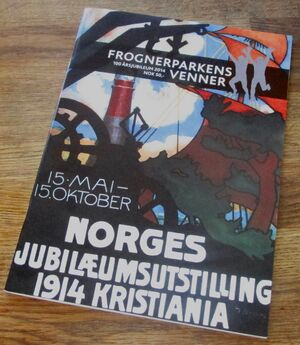 FROGNERPARKENS
100 ÅRSJUBILEUM 2014
NOK 50,-
VENNER
15·MAI–
15.OKTOBER
NORGES
JUBILÆUMSUTSTILLING
1914 KRISTIANIA